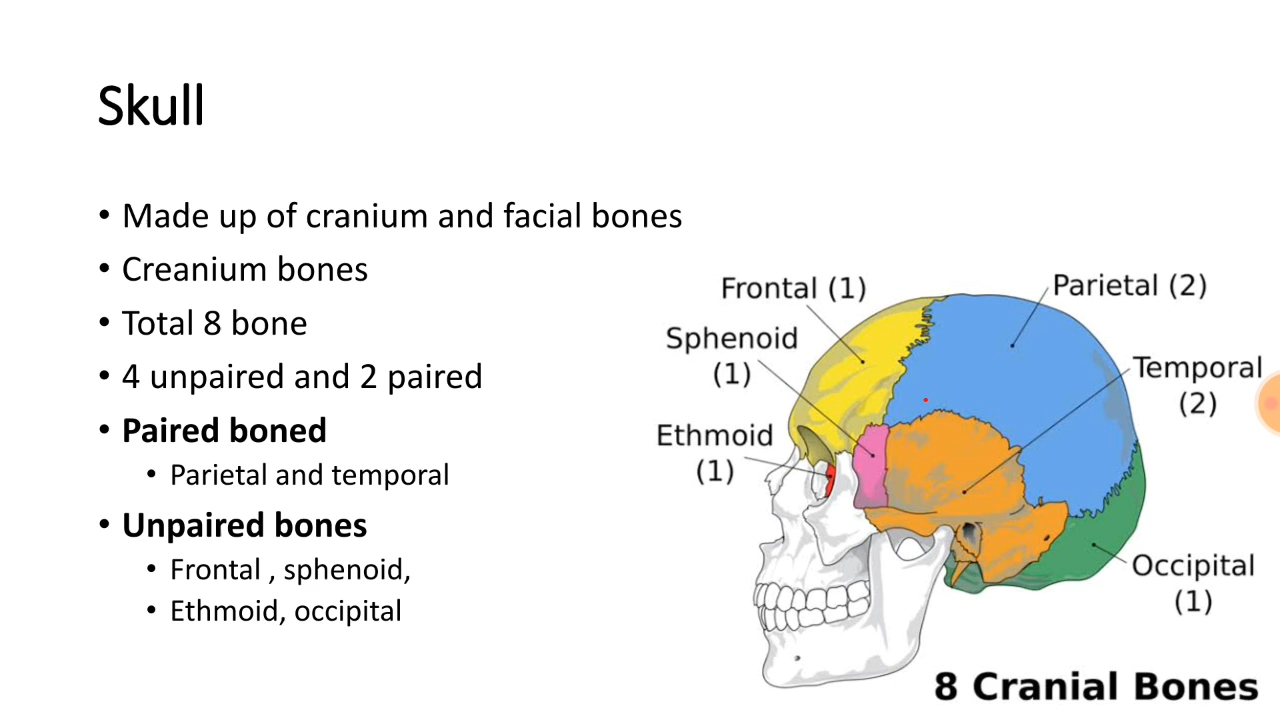 Skull
• Made up of cranium and facial bones
• Creanium bones
• Total 8 bone
• 4 unpaired and 2 paired
• Paired boned
• Parietal and temporal
• Unpaired bones
• Frontal , sphenoid,
• Ethmoid, occipital
Frontal (1)
Parietal (2)
Sphenoid
(1)
Temporal
(2)
Ethmoid
(1)
Occipital
(1)
8 Cranial Bones